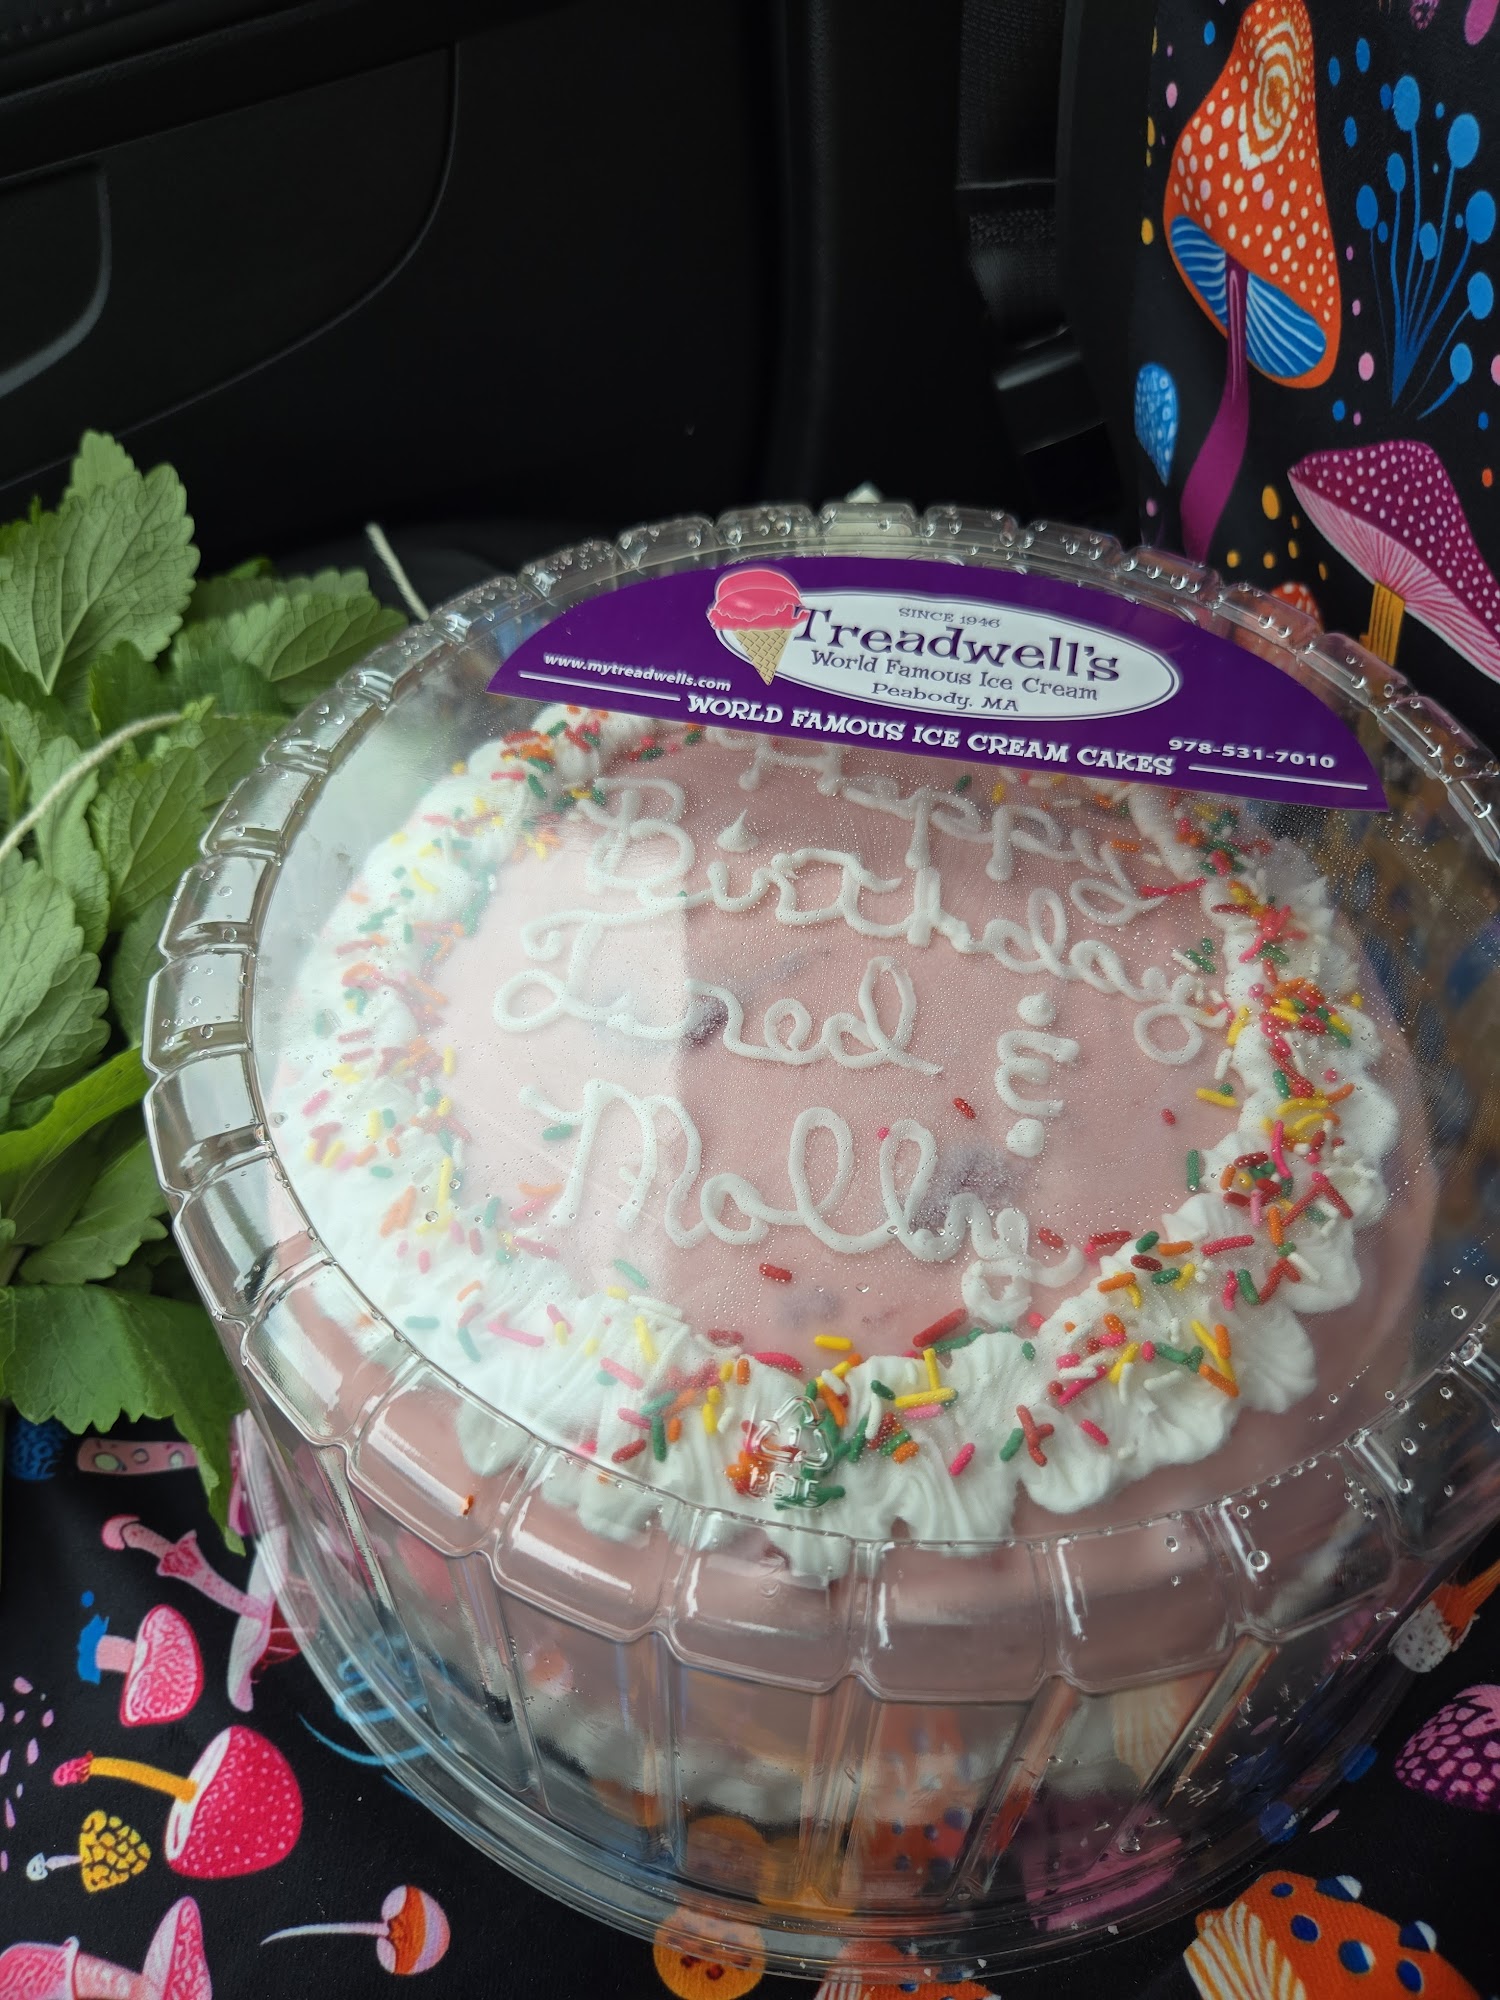 SINCE 1946
Treadwell's
World Famous Ice Cream
Peabody, MA
www.mytreadwells.com
WORLD FAMOUS ICE CREAM CAKES
978-531-7010
Happy
Birthday
Jared &
Molly